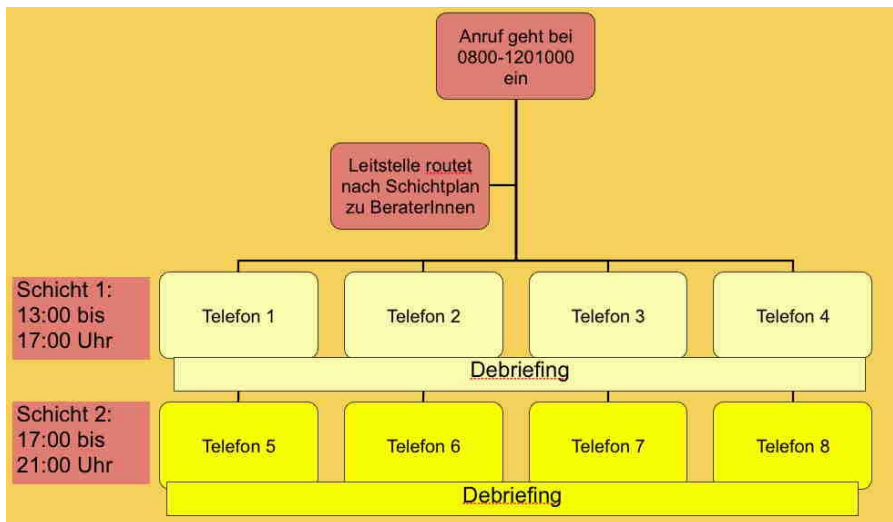 Anruf geht bei
0800-1201000
ein
Leitstelle routet
nach Schichtplan
zu BeraterInnen
Schicht 1:
13:00 bis
17:00 Uhr
Telefon 1
Telefon 2
Telefon 3
Telefon 4
Debriefing
Schicht 2:
17:00 bis
21:00 Uhr
Telefon 5
Telefon 6
Telefon 7
Telefon 8
Debriefing